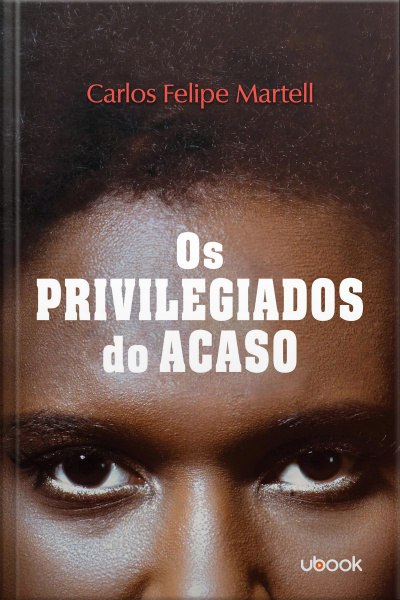 Carlos Felipe Martell
Os
PRIVILEGIADOS
do ACASO
ubook